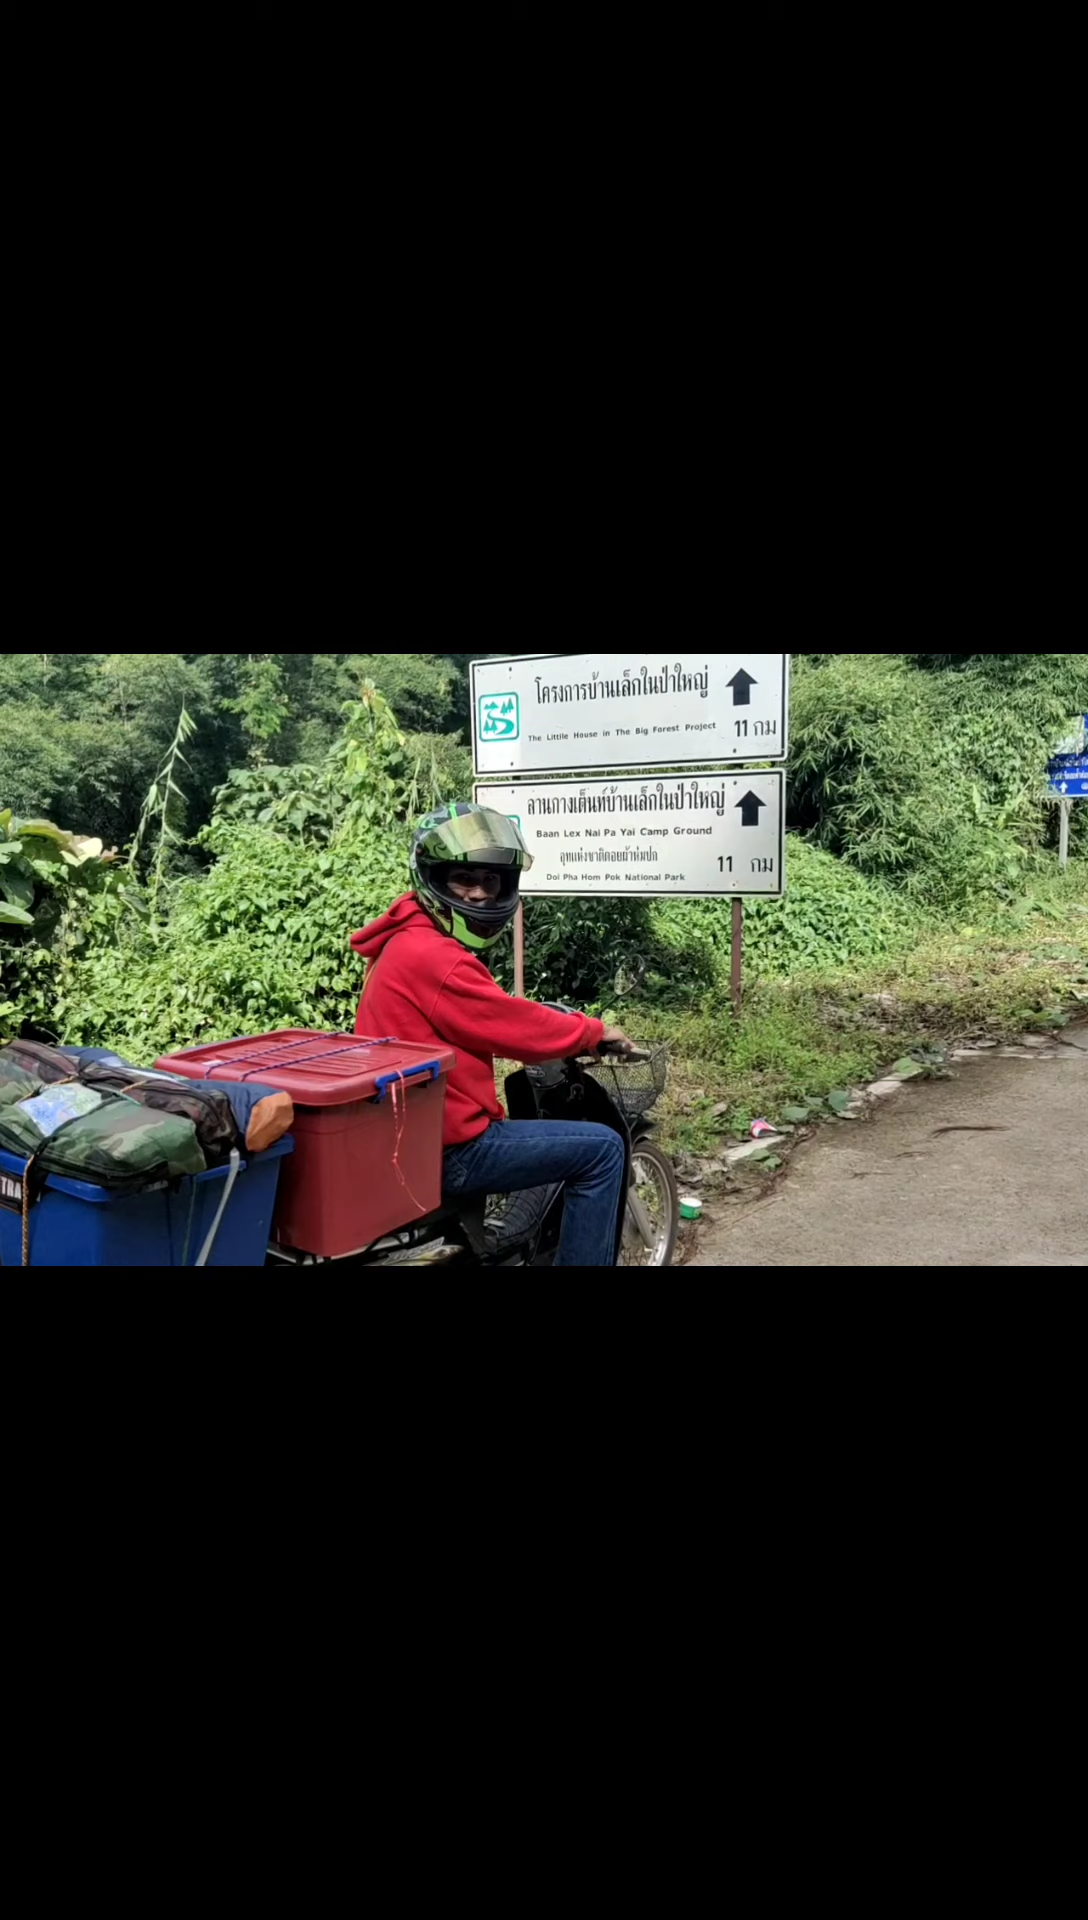 โครงการบ้านเล็กในป่าใหญ่
The Littile House in The Big Forest Project
11 กม
ลานกางเต็นท์บ้านเล็กในป่าใหญ่
Baan Lex Nai Pa Yai Camp Ground
อุทแห่งชาติดอยผ้าห่มปก
Doi Pha Hom Pok National Park
11 กม
TRA